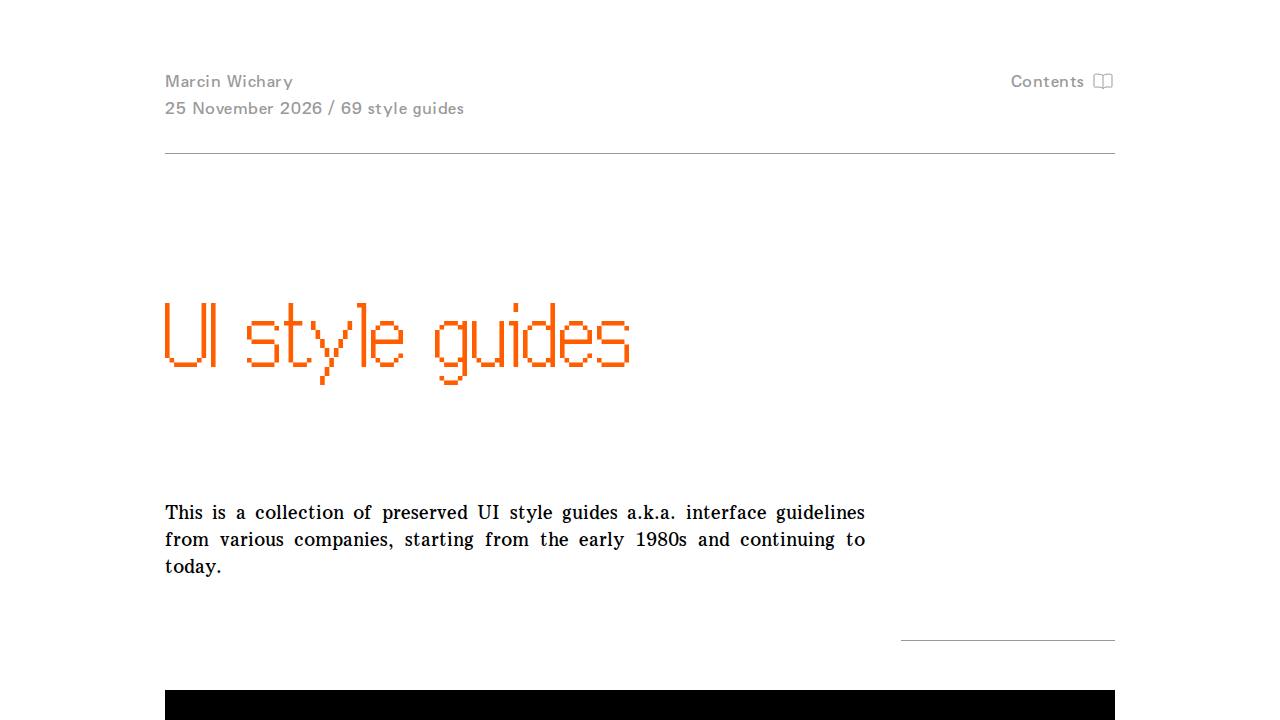 Marcin Wichary
25 November 2026 / 69 style guides
Contents
UI style guides
This is a collection of preserved UI style guides a.k.a. interface guidelines
from various companies, starting from the early 1980s and continuing to
today.